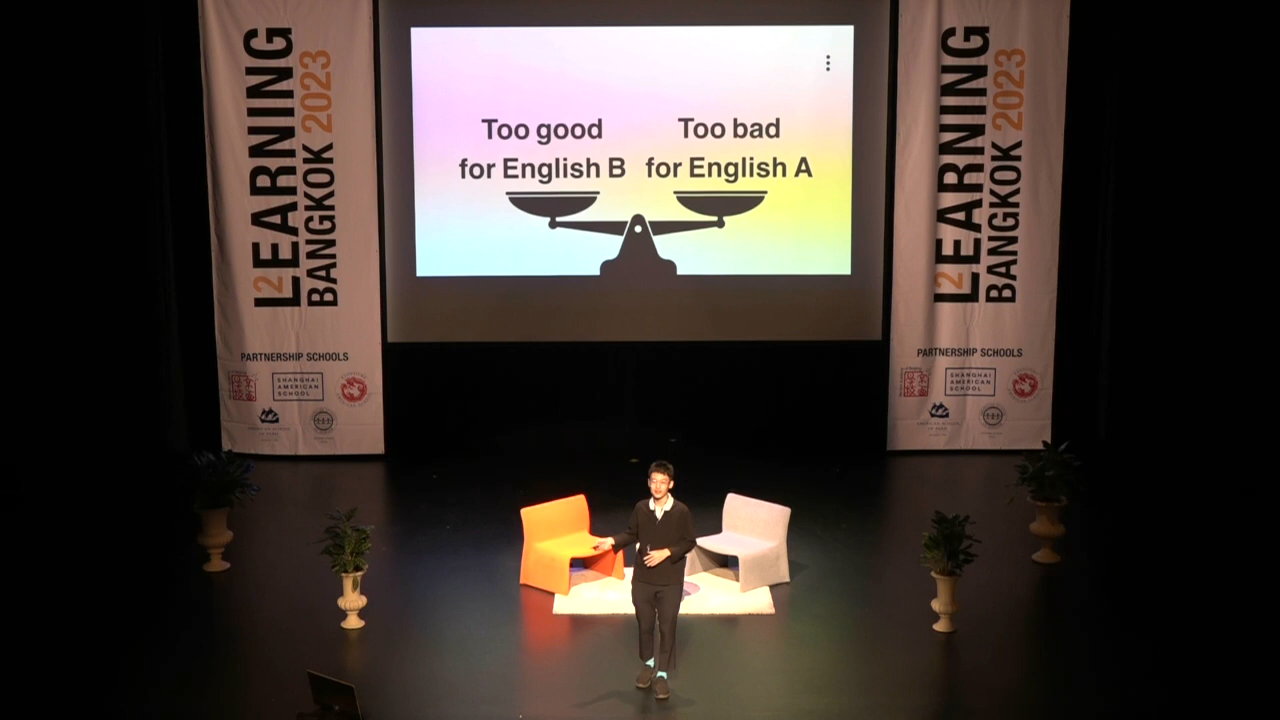 L2EARNING
BANGKOK 2023
PARTNERSHIP SCHOOLS
SHANGHAI
AMERICAN
SCHOOL
Too good
for English B
Too bad
for English A
L2EARNING
BANGKOK 2023
PARTNERSHIP SCHOOLS
SHANGHAI
AMERICAN
SCHOOL